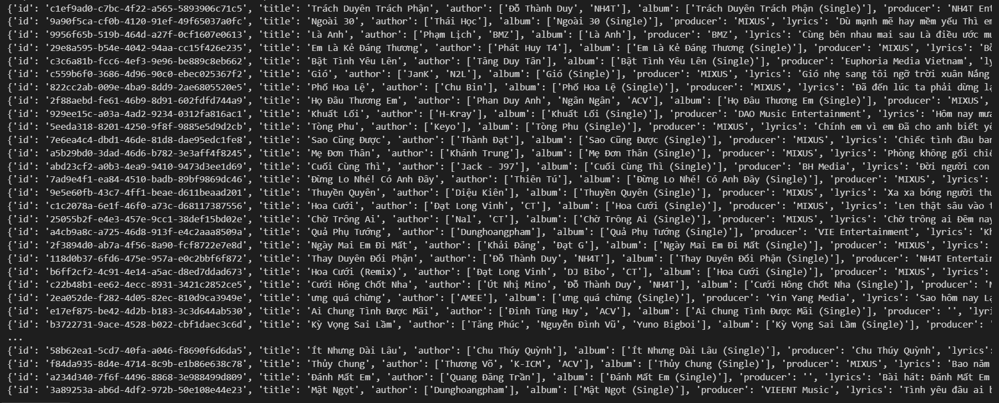 {'id': 'c1ef9ad0-c7bc-4f22-a565-5893906c71c5', 'title': 'Trách Duyên Trách Phận', 'author': ['Đỗ Thành Duy', 'NH4T'], 'album': ['Trách Duyên Trách Phận (Single)'], 'producer': 'NH4T Ent
{'id': '9a90f5ca-cf0b-4120-91ef-49f65037a0fc', 'title': 'Ngoài 30', 'author': ['Thái Học'], 'album': ['Ngoài 30 (Single)'], 'producer': 'MIXUS', 'lyrics': 'Dù mạnh mẽ hay mềm yếu Thì em
{'id': '9956f65b-519b-464d-a27f-0cf1607e0613', 'title': 'Là Anh', 'author': ['Phạm Lịch', 'BMZ'], 'album': ['Là Anh'], 'producer': 'BMZ', 'lyrics': 'Cùng bên nhau mai sau Là điều ước mu
{'id': '29e8a595-b54e-4042-94aa-cc15f426e235', 'title': 'Em Là Kẻ Đáng Thương', 'author': ['Phát Huy T4'], 'album': ['Em Là Kẻ Đáng Thương (Single)'], 'producer': 'MIXUS', 'lyrics': 'Bỏ
{'id': 'c3c6a81b-fcc6-4ef3-9e96-be889c8eb662', 'title': 'Bật Tình Yêu Lên', 'author': ['Tăng Duy Tân'], 'album': ['Bật Tình Yêu Lên (Single)'], 'producer': 'Euphoria Media Vietnam', 'ly
{'id': 'c559b6f0-3686-4d96-90c0-ebec025367f2', 'title': 'Gió', 'author': ['JanK', 'N2L'], 'album': ['Gió (Single)'], 'producer': 'MIXUS', 'lyrics': 'Gió nhẹ sang tôi ngỡ trời xuân Nắng
{'id': '822cc2ab-009e-4ba9-8dd9-2ae6805520e5', 'title': 'Phố Hoa Lệ', 'author': ['Chu Bin'], 'album': ['Phố Hoa Lệ (Single)'], 'producer': 'MIXUS', 'lyrics': 'Đã đến lúc ta phải dừng lạ
{'id': '2f88aebd-fe61-46b9-8d91-602fdfd744a9', 'title': 'Họ Đâu Thương Em', 'author': ['Phan Duy Anh', 'Ngân Ngân', 'ACV'], 'album': ['Họ Đâu Thương Em (Single)'], 'producer': 'MIXUS',
{'id': '929ee15c-a03a-4ad2-9234-0312fa816ac1', 'title': 'Khuất Lối', 'author': ['H-Kray'], 'album': ['Khuất Lối (Single)'], 'producer': 'DAO Music Entertainment', 'lyrics': 'Hôm nay mưa
{'id': '5eeda318-8201-4250-9f8f-9885e5d9d2cb', 'title': 'Tòng Phu', 'author': ['Keyo'], 'album': ['Tòng Phu (Single)'], 'producer': 'MIXUS', 'lyrics': 'Chính em vì em Đã cho anh biết yê
{'id': '7e6ea4c4-dbd1-46de-81d8-dae95edc1fe8', 'title': 'Sao Cũng Được', 'author': ['Thành Đạt'], 'album': ['Sao Cũng Được (Single)'], 'producer': 'MIXUS', 'lyrics': 'Chiếc tình đầu ban
{'id': 'a5b29bd0-3dad-46d6-b782-3e3aff4f8245', 'title': 'Mẹ Đơn Thân', 'author': ['Khánh Trung'], 'album': ['Mẹ Đơn Thân (Single)'], 'producer': 'MIXUS', 'lyrics': 'Phòng không gối chiế
{'id': 'abd23cf2-a0b3-4ea9-9410-9473d3ee1d69', 'title': 'Cuối Cùng Thì', 'author': ['Jack - J97'], 'album': ['Cuối Cùng Thì (Single)'], 'producer': 'BH Media', 'lyrics': 'Đời người con
{'id': '7ad9e4f1-ea84-4510-badb-89bf9869dc46', 'title': 'Đừng Lo Nhé! Có Anh Đây', 'author': ['Thiên Tú'], 'album': ['Đừng Lo Nhé! Có Anh Đây (Single)'], 'producer': 'MIXUS', 'lyrics':
{'id': '9e5e60fb-43c7-4ff1-beae-d611beaad201', 'title': 'Thuyền Quyên', 'author': ['Diệu Kiên'], 'album': ['Thuyền Quyên (Single)'], 'producer': 'MIXUS', 'lyrics': 'Xa xa bóng người thu
{'id': 'c1c2078a-6e1f-46f0-a73c-d68117387556', 'title': 'Hoa Cưới', 'author': ['Đạt Long Vinh', 'CT'], 'album': ['Hoa Cưới (Single)'], 'producer': 'MIXUS', 'lyrics': 'Len thật sâu vào t
{'id': '25055b2f-e4e3-457e-9cc1-38def15bd02e', 'title': 'Chờ Trông Ai', 'author': ['Nal', 'CT'], 'album': ['Chờ Trông Ai (Single)'], 'producer': 'MIXUS', 'lyrics': 'Chờ trông ai Đêm nay
{'id': 'a4cb9a8c-a725-46d8-913f-e4c2aaa8509a', 'title': 'Quả Phụ Tướng', 'author': ['Dunghoangpham'], 'album': ['Quả Phụ Tướng (Single)'], 'producer': 'VIE Entertainment', 'lyrics': 'Kh
{'id': '2f3894d0-ab7a-4f56-8a90-fcf8722e7e8d', 'title': 'Ngày Mai Em Đi Mất', 'author': ['Khải Đăng', 'Đạt G'], 'album': ['Ngày Mai Em Đi Mất (Single)'], 'producer': 'MIXUS', 'lyrics':
{'id': '118d0b37-6fd6-475e-957a-e0c2bbf6f872', 'title': 'Thay Duyên Đổi Phận', 'author': ['Đỗ Thành Duy', 'NH4T'], 'album': ['Thay Duyên Đổi Phận (Single)'], 'producer': 'NH4T Entertain
{'id': 'b6ff2cf2-4c91-4e14-a5ac-d8ed7ddad673', 'title': 'Hoa Cưới (Remix)', 'author': ['Đạt Long Vinh', 'DJ Bibo', 'CT'], 'album': ['Hoa Cưới (Single)'], 'producer': 'MIXUS', 'lyrics':
{'id': 'c22b48b1-ee62-4ecc-8931-3421c2852ce5', 'title': 'Cưới Hông Chốt Nha', 'author': ['Út Nhị Mino', 'Đỗ Thành Duy', 'NH4T'], 'album': ['Cưới Hông Chốt Nha (Single)'], 'producer': 'N
{'id': '2ea052de-f282-4d05-82ec-810d9ca3949e', 'title': 'ưng quá chừng', 'author': ['AMEE'], 'album': ['ưng quá chừng (Single)'], 'producer': 'Yin Yang Media', 'lyrics': 'Sao hôm nay Lạ
{'id': 'e17ef875-be42-4d2b-b183-3c3d644ab530', 'title': 'Ai Chung Tình Được Mãi', 'author': ['Đinh Tùng Huy', 'ACV'], 'album': ['Ai Chung Tình Được Mãi (Single)'], 'producer': '', 'lyri
{'id': 'b3722731-9ace-4528-b022-cbf1daec3c6d', 'title': 'Kỳ Vọng Sai Lầm', 'author': ['Tăng Phúc', 'Nguyễn Đình Vũ', 'Yuno Bigboi'], 'album': ['Kỳ Vọng Sai Lầm (Single)'], 'producer': '
...
{'id': '58b62ea1-5cd7-40fa-a046-f8690f6d6da5', 'title': 'Ít Nhưng Dài Lâu', 'author': ['Chu Thúy Quỳnh'], 'album': ['Ít Nhưng Dài Lâu (Single)'], 'producer': 'Chu Thúy Quỳnh', 'lyrics':
{'id': 'f84da935-8d4e-4714-8c9b-e1b86e638c78', 'title': 'Thủy Chung', 'author': ['Thương Võ', 'K-ICM', 'ACV'], 'album': ['Thủy Chung (Single)'], 'producer': 'MIXUS', 'lyrics': 'Bao năm
{'id': 'a234d340-7f6f-4496-8868-3e988499d809', 'title': 'Đánh Mất Em', 'author': ['Quang Đăng Trần'], 'album': ['Đánh Mất Em (Single)'], 'producer': '', 'lyrics': 'Bài hát: Đánh Mất Em
{'id': '3a89253a-ab6d-4df2-972b-50e108e44e23', 'title': 'Mật Ngọt', 'author': ['Dunghoangpham'], 'album': ['Mật Ngọt (Single)'], 'producer': 'VIEENT Music', 'lyrics': 'Tình yêu đâu ai b